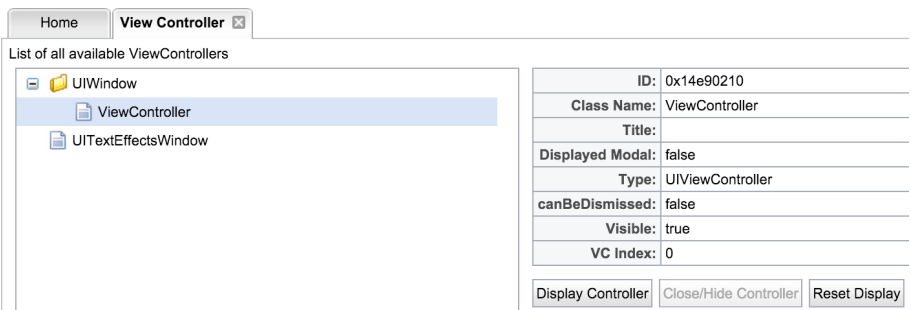 Home
View Controller
List of all available ViewControllers
UIWindow
ViewController
UITextEffectsWindow
ID: 0x14e90210
Class Name: ViewController
Title:
Displayed Modal: false
Type: UIViewController
canBeDismissed: false
Visible: true
VC Index: 0
Display Controller Close/Hide Controller Reset Display